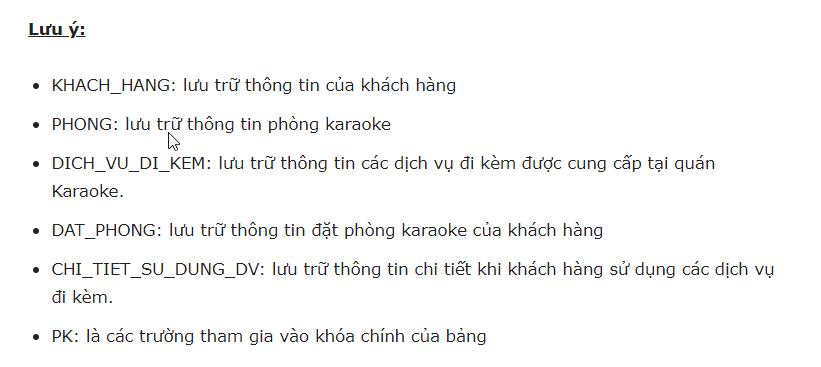 Lưu ý:
KHACH_HANG: lưu trữ thông tin của khách hàng
PHONG: lưu trữ thông tin phòng karaoke
DICH_VU_DI_KEM: lưu trữ thông tin các dịch vụ đi kèm được cung cấp tại quán
Karaoke.
DAT_PHONG: lưu trữ thông tin đặt phòng karaoke của khách hàng
CHI_TIET_SU_DUNG_DV: lưu trữ thông tin chi tiết khi khách hàng sử dụng các dịch vụ
đi kèm.
PK: là các trường tham gia vào khóa chính của bảng